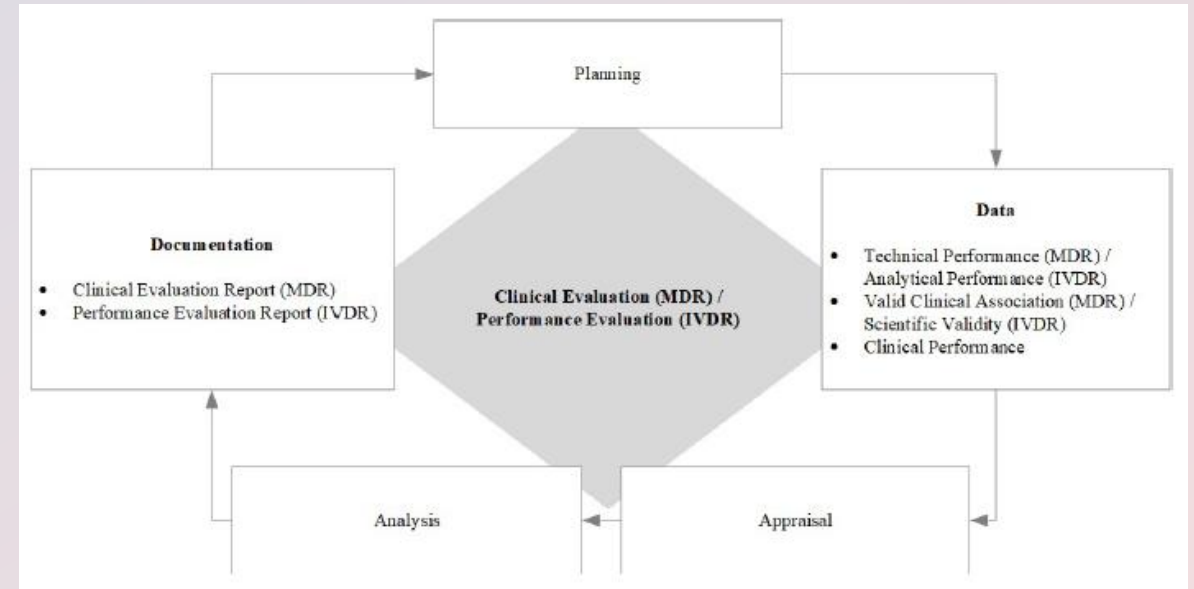 Planning
Data
• Technical Performance (MDR) /
Analytical Performance (IVDR)
• Valid Clinical Association (MDR) /
Scientific Validity (IVDR)
• Clinical Performance
Documentation
• Clinical Evaluation Report (MDR)
• Performance Evaluation Report (IVDR)
Clinical Evaluation (MDR) /
Performance Evaluation (IVDR)
Analysis
Appraisal